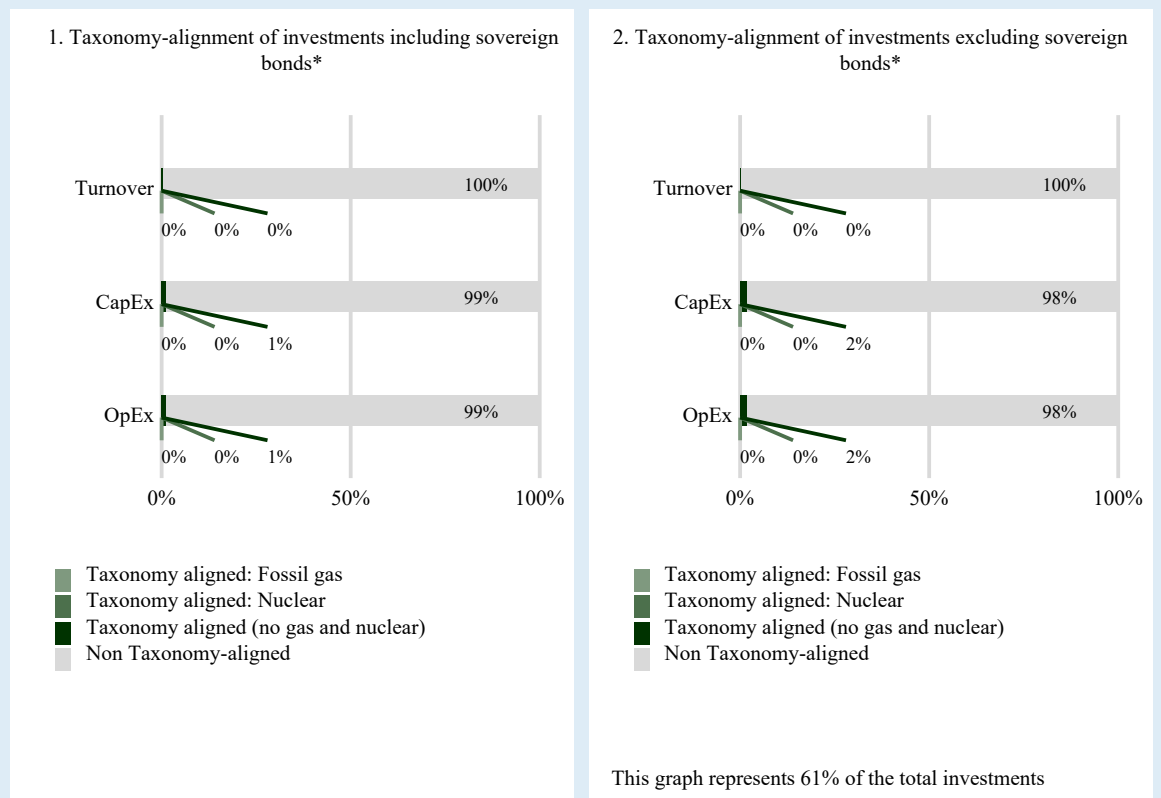 1. Taxonomy-alignment of investments including sovereign
bonds*
Turnover
100%
0% 0% 0%
CapEx
99%
0% 0% 1%
OpEx
99%
0% 0% 1%
0% 50% 100%
Taxonomy aligned: Fossil gas
Taxonomy aligned: Nuclear
Taxonomy aligned (no gas and nuclear)
Non Taxonomy-aligned
2. Taxonomy-alignment of investments excluding sovereign
bonds*
Turnover
100%
0% 0% 0%
CapEx
98%
0% 0% 2%
OpEx
98%
0% 0% 2%
0% 50% 100%
Taxonomy aligned: Fossil gas
Taxonomy aligned: Nuclear
Taxonomy aligned (no gas and nuclear)
Non Taxonomy-aligned
This graph represents 61% of the total investments